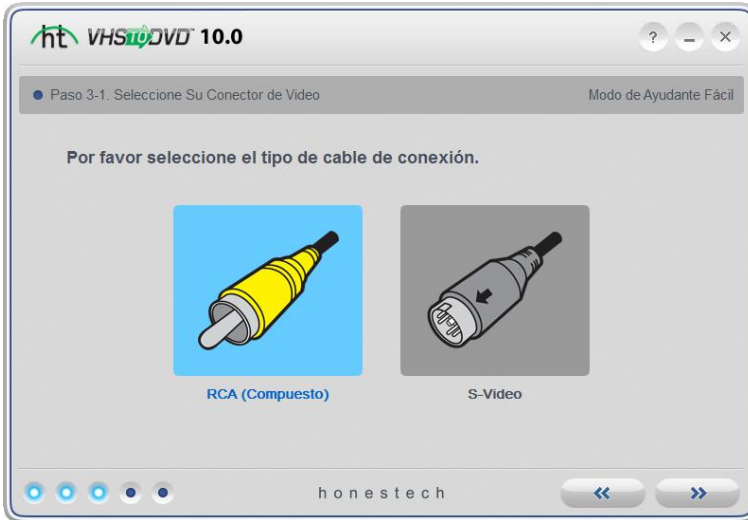 ht VHSTODVD™ 10.0
?
Paso 3-1. Seleccione Su Conector de Video
Modo de Ayudante Fácil
Por favor seleccione el tipo de cable de conexión.
RCA (Compuesto)
S-Video
honestech